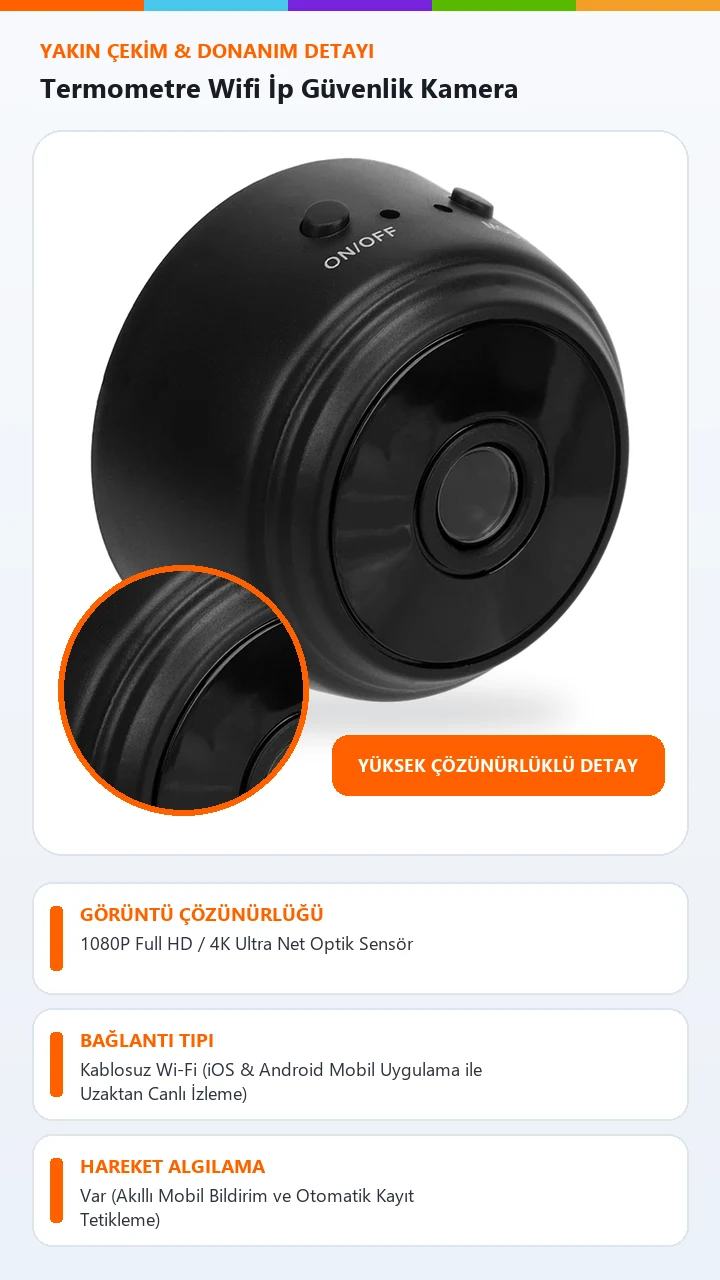 YAKIN ÇEKİM & DONANIM DETAYI
Termometre Wifi İp Güvenlik Kamera
ON/OFF
YÜKSEK ÇÖZÜNÜRLÜKLÜ DETAY
GÖRÜNTÜ ÇÖZÜNÜRLÜĞÜ
1080P Full HD / 4K Ultra Net Optik Sensör
BAĞLANTI TIPI
Kablosuz Wi-Fi (iOS & Android Mobil Uygulama ile
Uzaktan Canlı İzleme)
HAREKET ALGILAMA
Var (Akıllı Mobil Bildirim ve Otomatik Kayıt
Tetikleme)